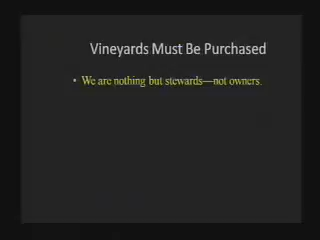 Vineyards Must Be Purchased
• We are nothing but stewards—not owners.